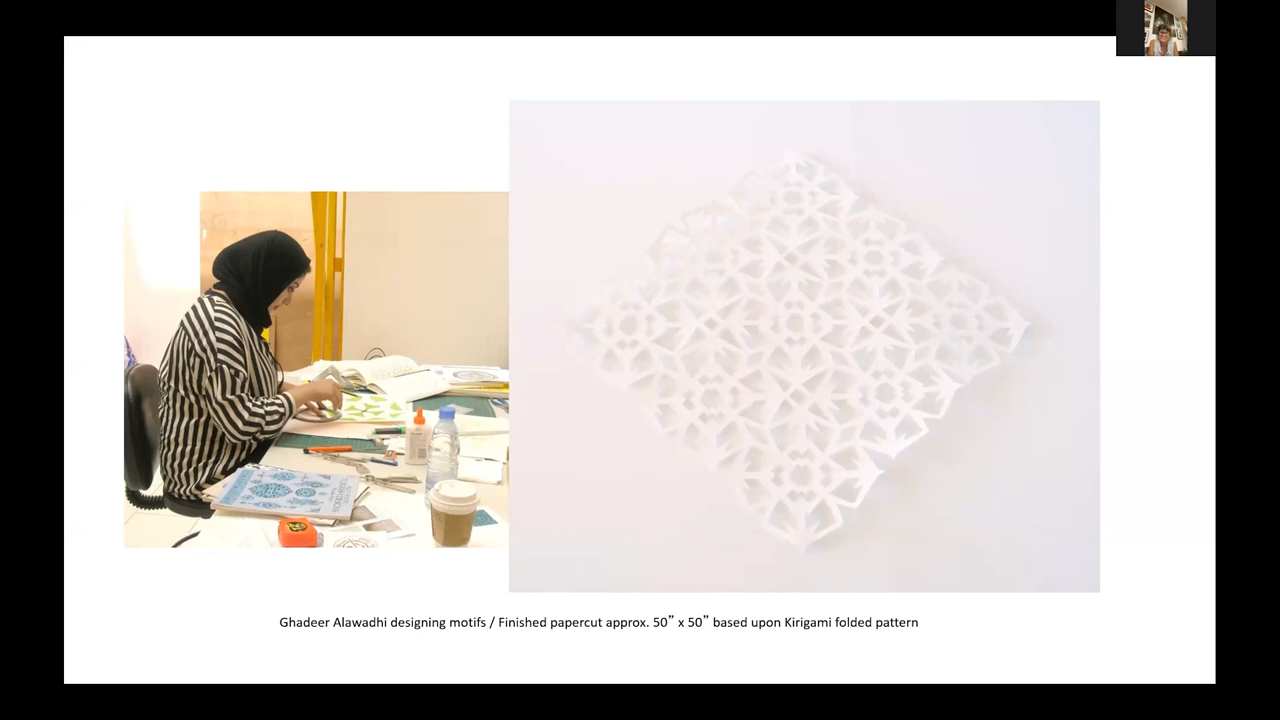 Ghadeer Alawadhi designing motifs / Finished papercut approx. 50” x 50” based upon Kirigami folded pattern